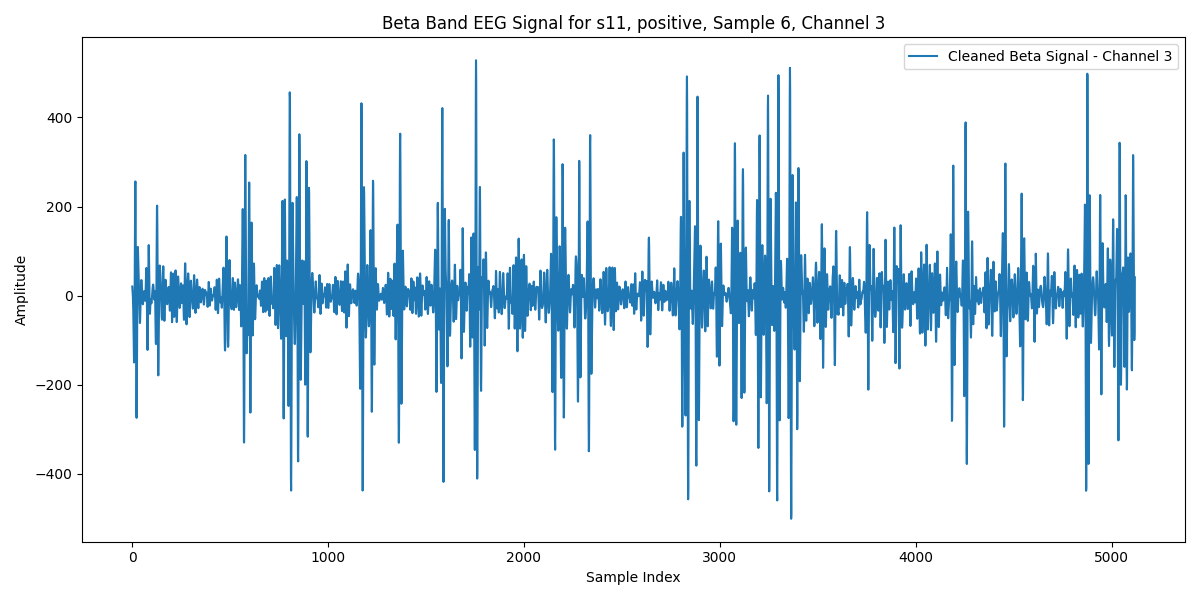 Beta Band EEG Signal for s11, positive, Sample 6, Channel 3
Cleaned Beta Signal - Channel 3
Amplitude
400
200
0
−200
−400
0 1000 2000 3000 4000 5000
Sample Index